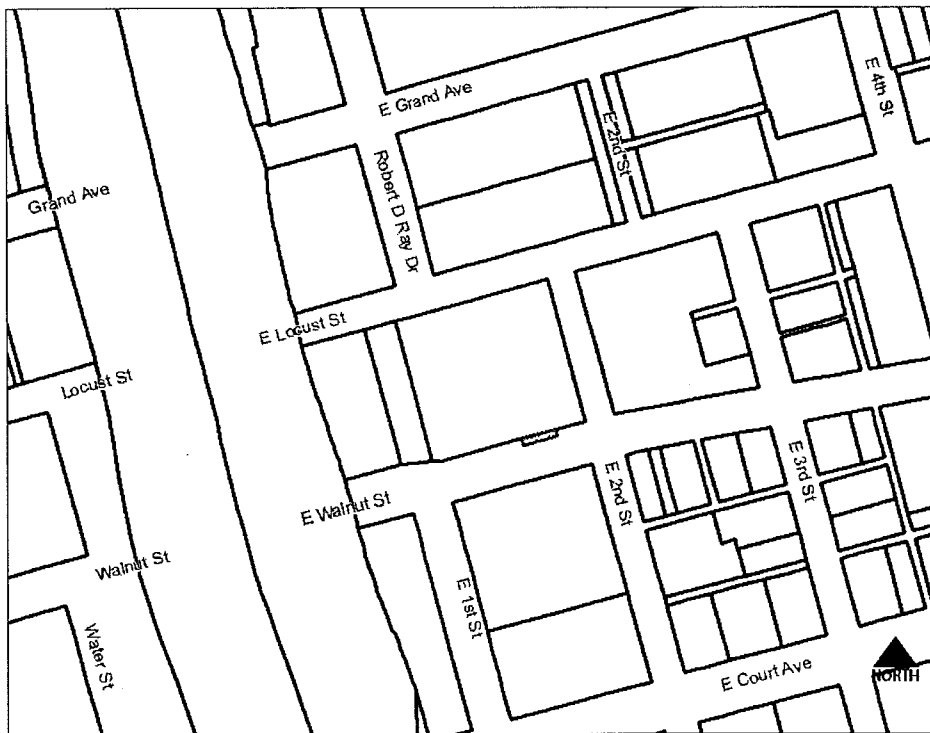 E Grand Ave
E 4th St
E 2nd St
Robert D Ray Dr
Grand Ave
E Locust St
Locust St
E 2nd St
E 3rd St
E Walnut St
Walnut St
E 1st St
Water St
E Court Ave
NORTH